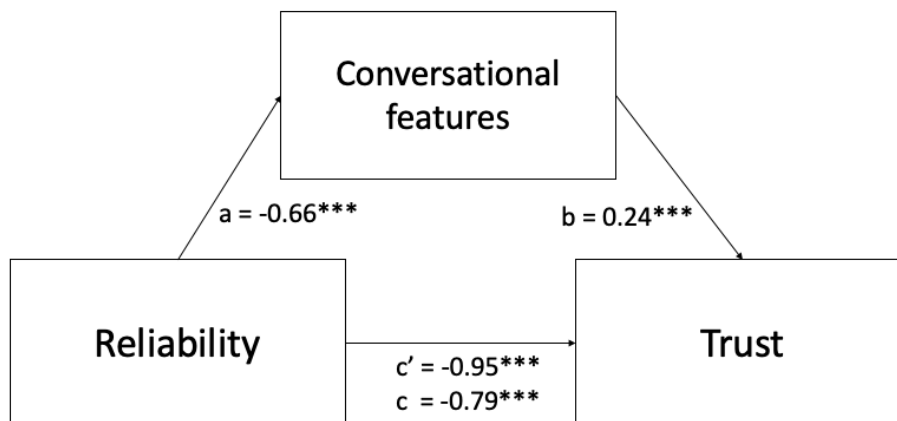 Conversational
features
a = -0.66***
b = 0.24***
Reliability
Trust
c’ = -0.95***
c = -0.79***